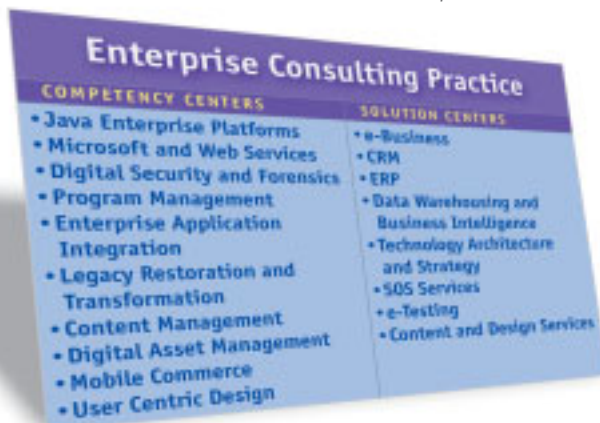 Enterprise Consulting Practice
COMPETENCY CENTERS
• Java Enterprise Platforms
• Microsoft and Web Services
• Digital Security and Forensics
• Program Management
• Enterprise Application
Integration
• Legacy Restoration and
Transformation
• Content Management
• Digital Asset Management
• Mobile Commerce
• User Centric Design
SOLUTION CENTERS
• e-Business
• CRM
• ERP
• Data Warehousing and
Business Intelligence
• Technology Architecture
and Strategy
• SOS Services
• e-Testing
• Content and Design Services